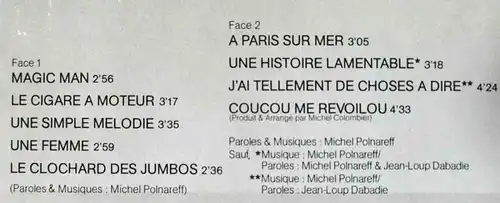 Face 1
MAGIC MAN 2'56
LE CIGARE A MOTEUR 3'17
UNE SIMPLE MELODIE 3'35
UNE FEMME 2'59
LE CLOCHARD DES JUMBOS 2'36
(Paroles & Musiques : Michel Polnareff)
Face 2
A PARIS SUR MER 3'05
UNE HISTOIRE LAMENTABLE* 3'18
J'AI TELLEMENT DE CHOSES A DIRE** 4'24
COUCOU ME REVOILOU 4'33
(Produit & Arrangé par Michel Colombier)
Paroles & Musiques : Michel Polnareff
Sauf, *Musique : Michel Polnareff/
Paroles : Michel Polnareff & Jean-Loup Dabadie
**Musique : Michel Polnareff/
Paroles : Jean-Loup Dabadie